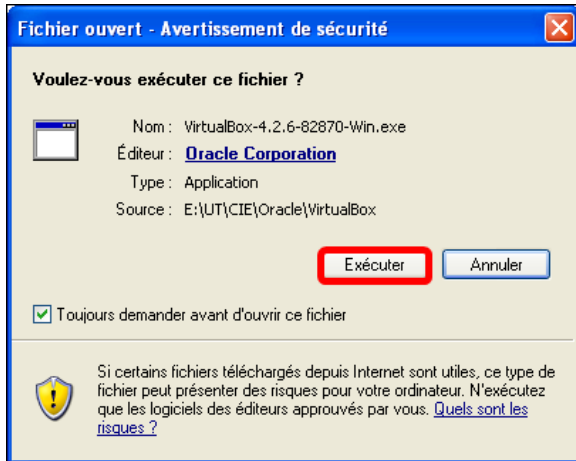 Fichier ouvert - Avertissement de sécurité
Voulez-vous exécuter ce fichier ?
Nom : VirtualBox-4.2.6-82870-Win.exe
Éditeur : Oracle Corporation
Type : Application
Source : E:\UT\CIE\Oracle\VirtualBox
Exécuter Annuler
Toujours demander avant d'ouvrir ce fichier
Si certains fichiers téléchargés depuis Internet sont utiles, ce type de
fichier peut présenter des risques pour votre ordinateur. N'exécutez
que les logiciels des éditeurs approuvés par vous. Quels sont les
risques ?